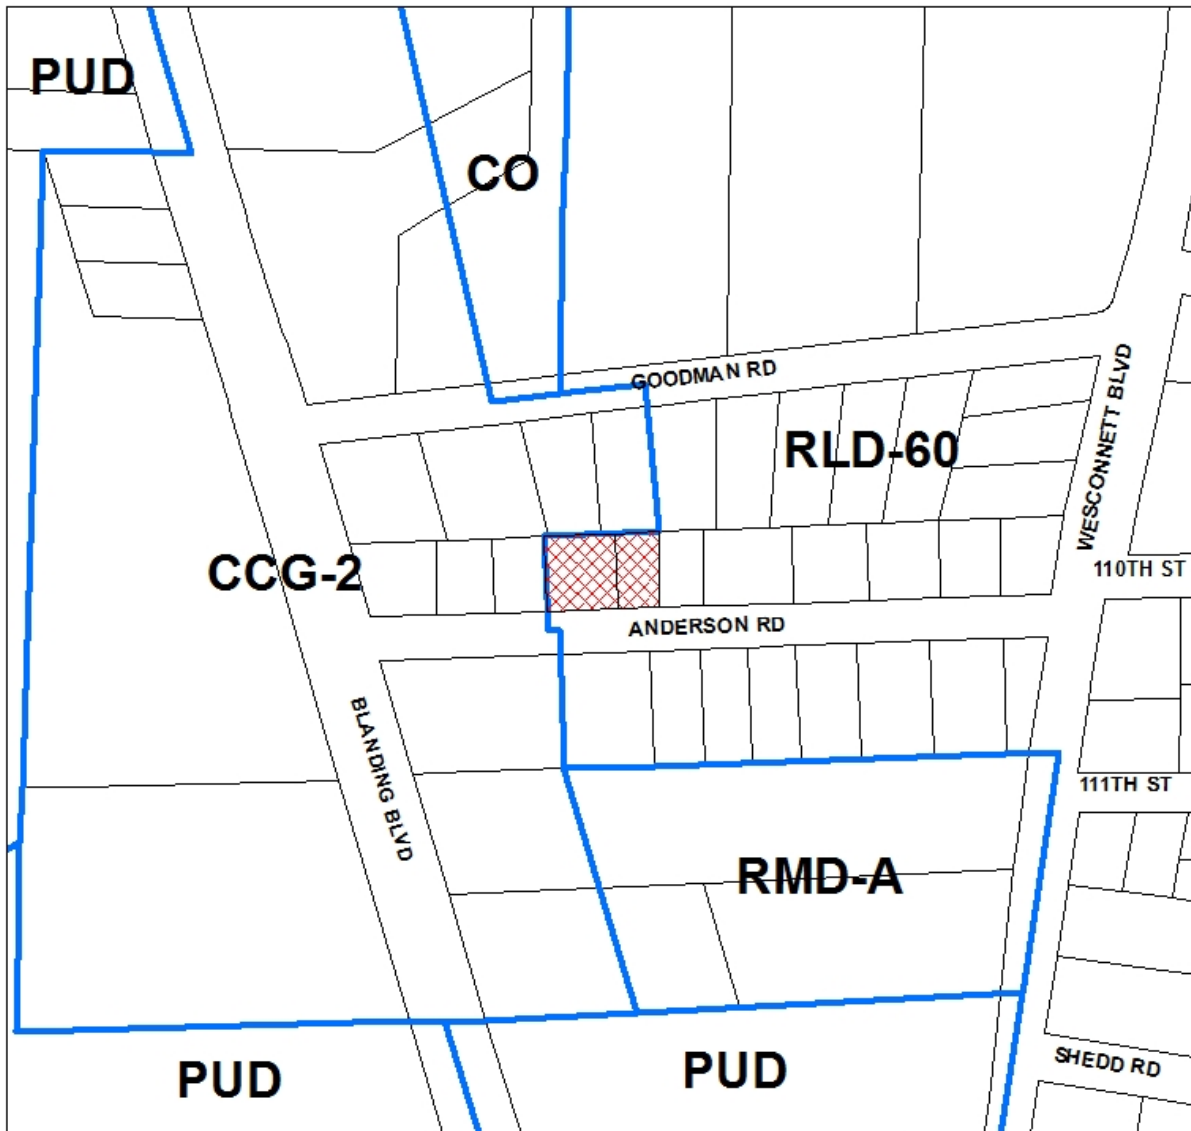 PUD
CO
GOODMAN RD
WESCONNETT BLVD
RLD-60
CCG-2
110TH ST
ANDERSON RD
BLANDING BLVD
111TH ST
RMD-A
SHEDD RD
PUD
PUD